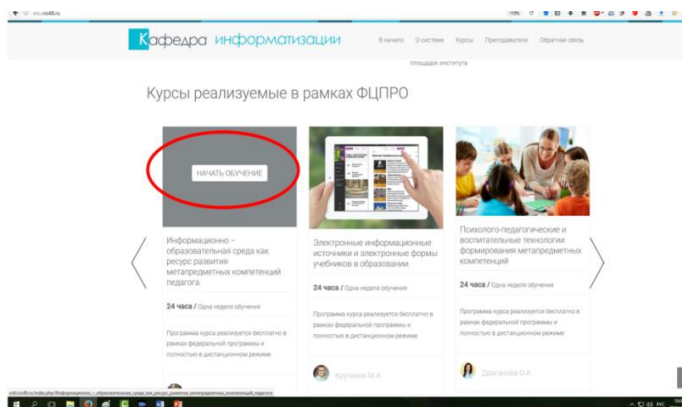 Кафедра информатизации
В начало О системе Курсы Преподаватели Обратная связь
площадок института
Курсы реализуемые в рамках ФЦПРО
НАЧАТЬ ОБУЧЕНИЕ
Информационно –
образовательная среда как
ресурс развития
метапредметных компетенций
педагога
24 часа / Одна неделя обучения
Программа курса реализуется бесплатно в
рамках федеральной программы и
полностью в дистанционном режиме
Электронные информационные
источники и электронные формы
учебников в образовании
24 часа / Одна неделя обучения
Программа курса реализуется бесплатно в
рамках федеральной программы и
полностью в дистанционном режиме
Крутиков М.А.
Психолого-педагогические и
воспитательные технологии
формирования метапредметных
компетенций
24 часа / Одна неделя обучения
Программа курса реализуется бесплатно в
рамках федеральной программы и
полностью в дистанционном режиме
Драганова О.А.
РУС